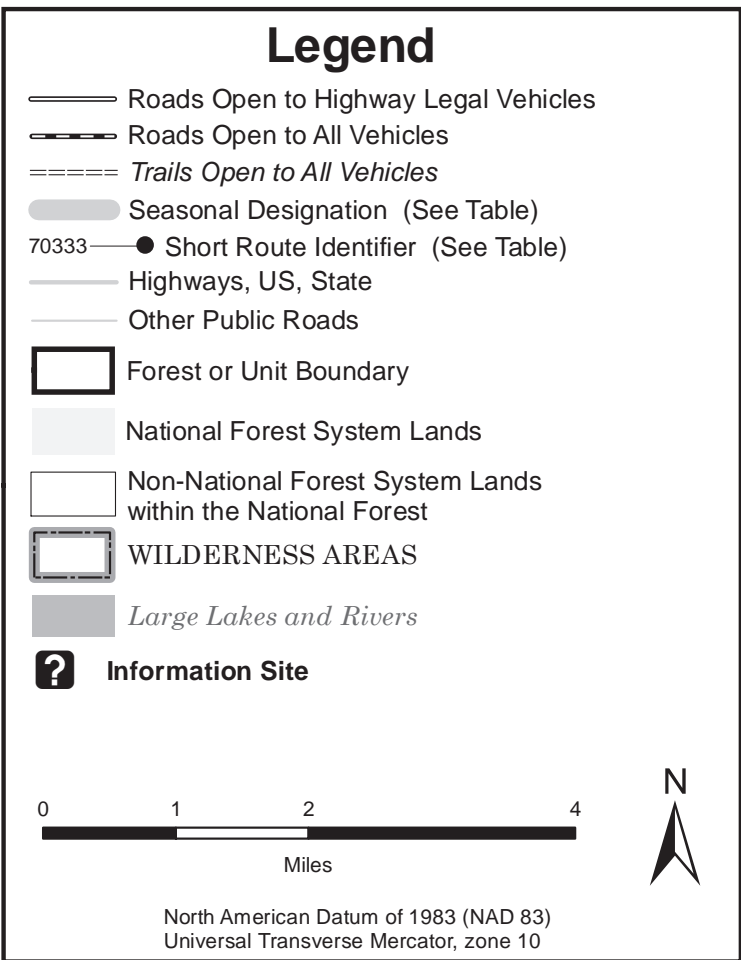 Legend
Roads Open to Highway Legal Vehicles
Roads Open to All Vehicles
Trails Open to All Vehicles
Seasonal Designation (See Table)
70333 Short Route Identifier (See Table)
Highways, US, State
Other Public Roads
Forest or Unit Boundary
National Forest System Lands
Non-National Forest System Lands
within the National Forest
WILDERNESS AREAS
Large Lakes and Rivers
? Information Site
N
0 1 2 4
Miles
North American Datum of 1983 (NAD 83)
Universal Transverse Mercator, zone 10